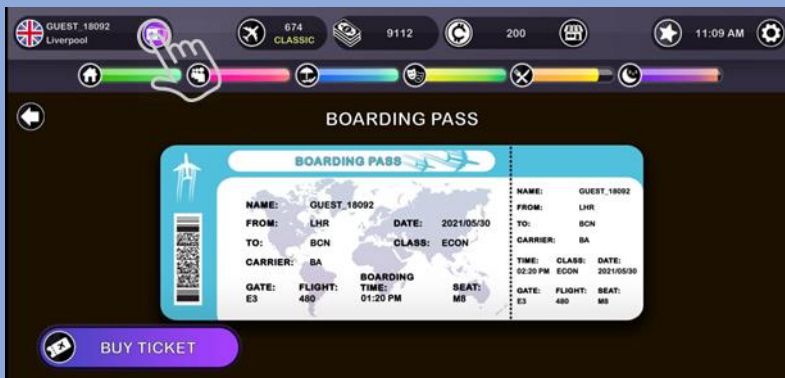 GUEST_18092
Liverpool
674
CLASSIC
9112
200
11:09 AM
BOARDING PASS
BOARDING PASS
NAME: GUEST_18092
FROM: LHR DATE: 2021/05/30
TO: BCN CLASS: ECON
CARRIER: BA
GATE: FLIGHT: BOARDING TIME: SEAT:
E3 480 01:20 PM M8
NAME: GUEST_18092
FROM: LHR
TO: BCN
CARRIER: BA
TIME: CLASS: DATE:
02:20 PM ECON 2021/05/30
GATE: FLIGHT: SEAT:
E3 480 M8
BUY TICKET